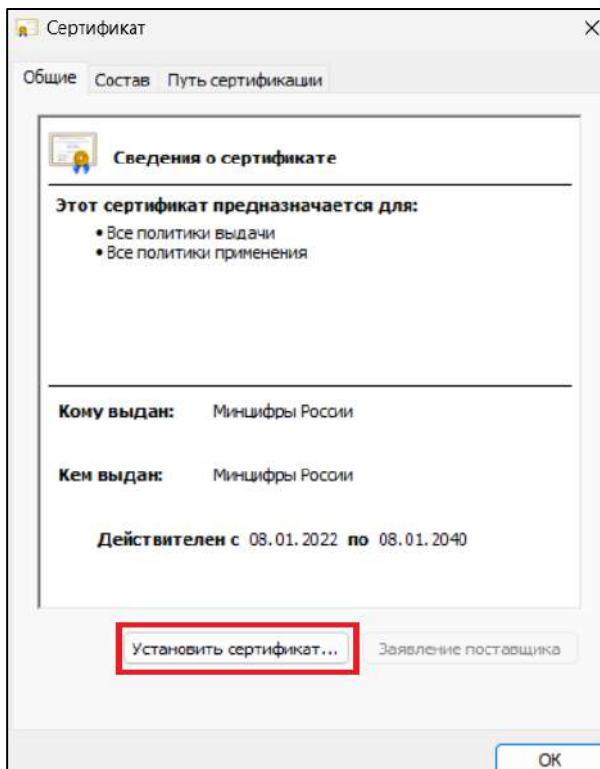 Сертификат
Общие Состав Путь сертификации
Сведения о сертификате
Этот сертификат предназначается для:
• Все политики выдачи
• Все политики применения
Кому выдан: Минцифры России
Кем выдан: Минцифры России
Действителен с 08.01.2022 по 08.01.2040
Установить сертификат... Заявление поставщика
ОК